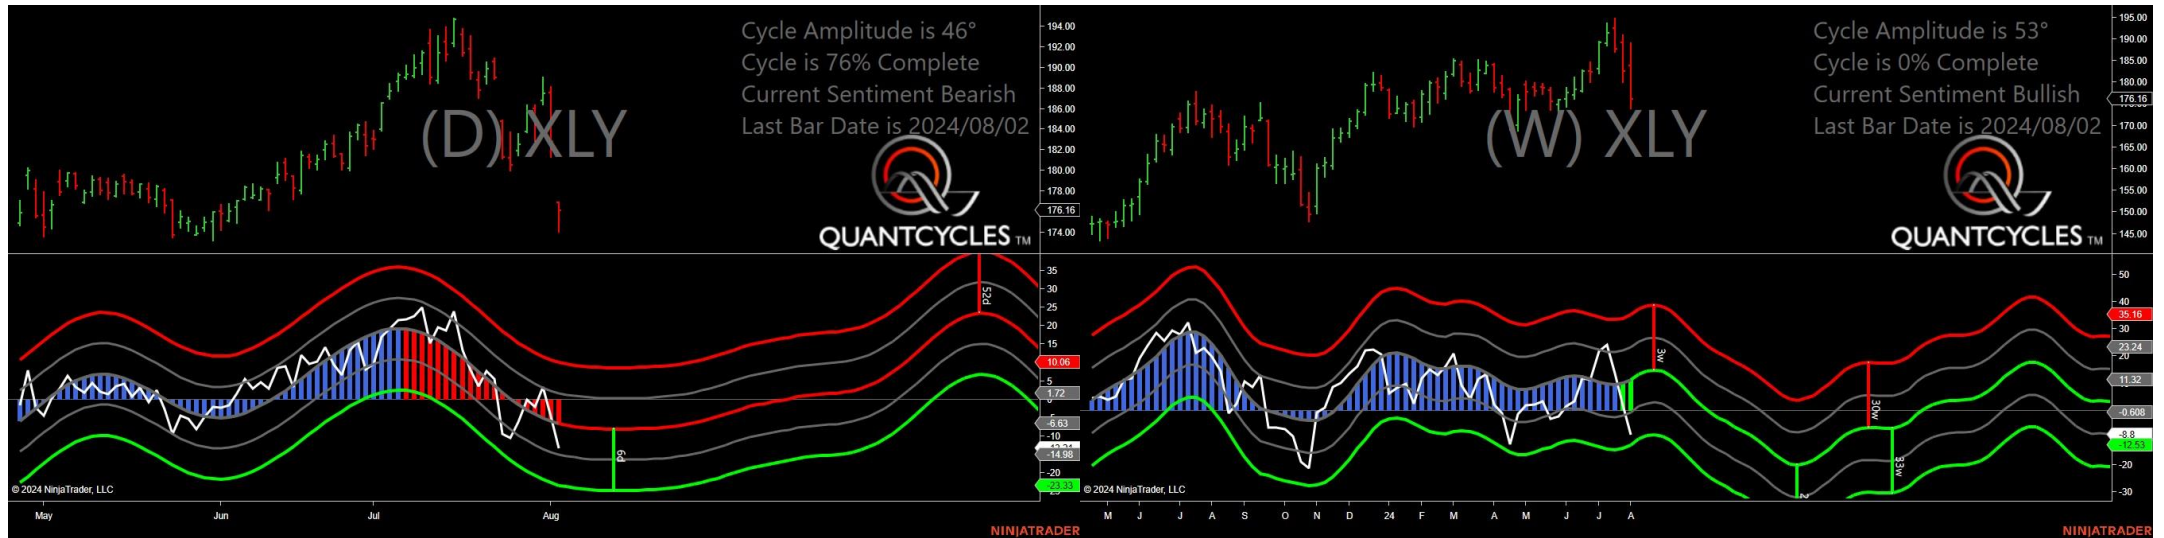 Cycle Amplitude is 46°
Cycle is 76% Complete
Current Sentiment Bearish
Last Bar Date is 2024/08/02
(D) XLY
QUANTCYCLES TM
194.00
192.00
190.00
188.00
186.00
184.00
182.00
180.00
178.00
176.16
174.00
52d
6d
35
30
25
20
15
10.06
5
1.72
-6.63
-10
-14.98
-20
-23.33
© 2024 NinjaTrader, LLC
May Jun Jul Aug
NINJATRADER
Cycle Amplitude is 53°
Cycle is 0% Complete
Current Sentiment Bullish
Last Bar Date is 2024/08/02
(W) XLY
QUANTCYCLES TM
195.00
190.00
185.00
180.00
176.16
170.00
165.00
160.00
155.00
150.00
145.00
3w
30w
33w
2
50
40
35.16
30
23.24
20
11.32
-0.608
-8.8
-12.53
-20
-30
© 2024 NinjaTrader, LLC
M J J A S O N D 24 F M A M J J A
NINJATRADER